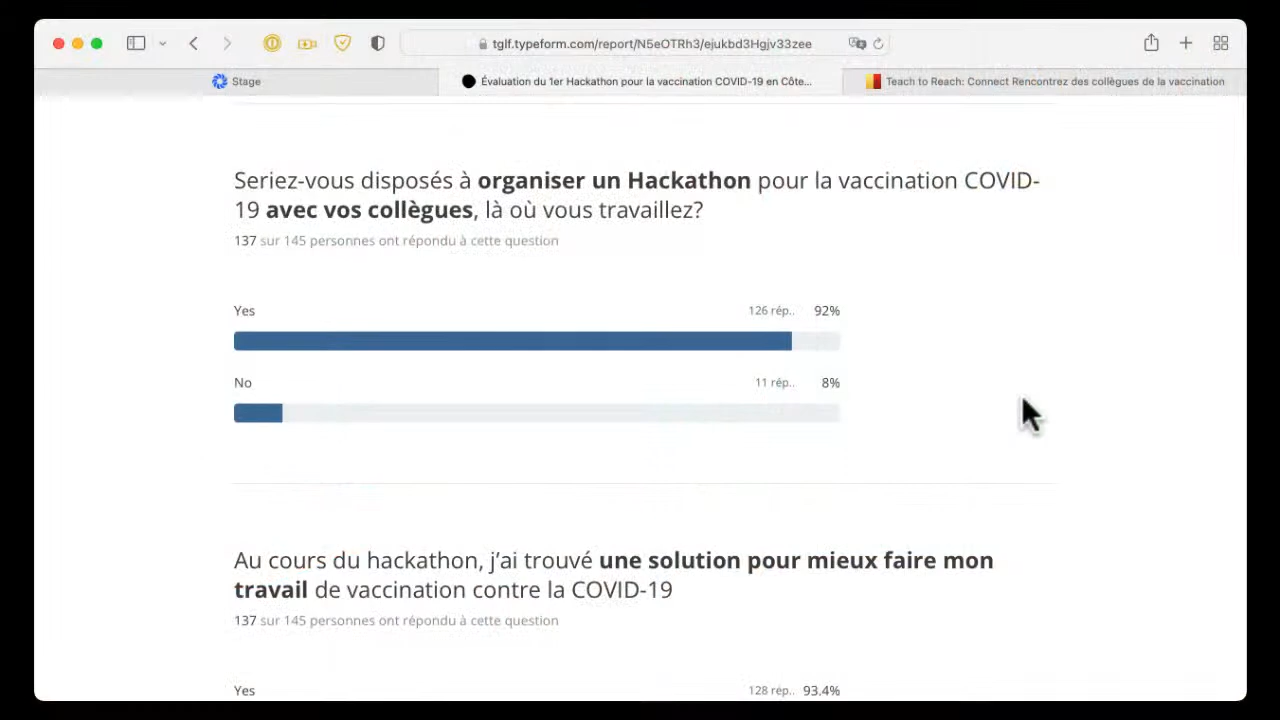 tglf.typeform.com/report/N5eOTRh3/ejukbd3Hgjv33zee
Stage
Évaluation du 1er Hackathon pour la vaccination COVID-19 en Côte...
Teach to Reach: Connect Rencontrez des collègues de la vaccination
Seriez-vous disposés à organiser un Hackathon pour la vaccination COVID-
19 avec vos collègues, là où vous travaillez?
137 sur 145 personnes ont répondu à cette question
Yes 126 rép.. 92%
No 11 rép.. 8%
Au cours du hackathon, j’ai trouvé une solution pour mieux faire mon
travail de vaccination contre la COVID-19
137 sur 145 personnes ont répondu à cette question
Yes 128 rép.. 93.4%